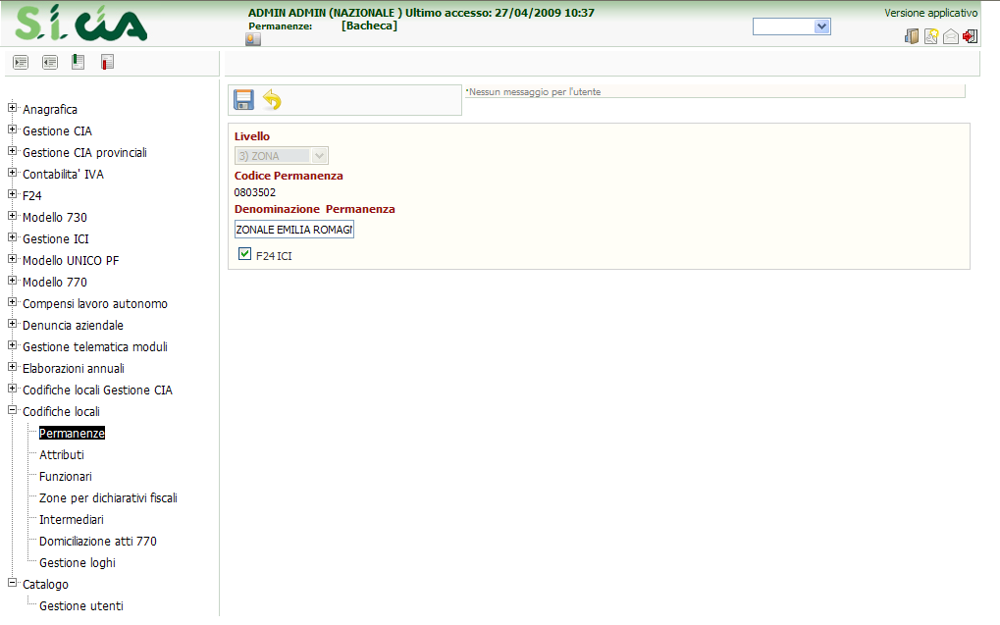 S.i.CIA
ADMIN ADMIN (NAZIONALE ) Ultimo accesso: 27/04/2009 10:37
Permanenze: [Bacheca]
Versione applicativo
Anagrafica
Gestione CIA
Gestione CIA provinciali
Contabilita' IVA
F24
Modello 730
Gestione ICI
Modello UNICO PF
Modello 770
Compensi lavoro autonomo
Denuncia aziendale
Gestione telematica moduli
Elaborazioni annuali
Codifiche locali Gestione CIA
Codifiche locali
Permanenze
Attributi
Funzionari
Zone per dichiarativi fiscali
Intermediari
Domiciliazione atti 770
Gestione loghi
Catalogo
Gestione utenti
•Nessun messaggio per l'utente
Livello
3) ZONA
Codice Permanenza
0803502
Denominazione Permanenza
ZONALE EMILIA ROMAGN
F24 ICI